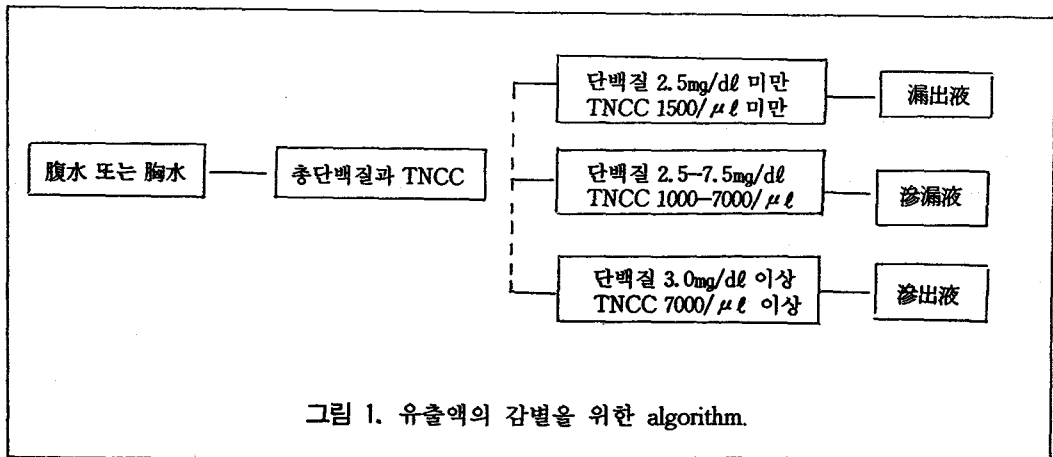 단백질 2.5mg/dℓ 미만
TNCC 1500/μℓ 미만
漏出液
腹水 또는 胸水
총단백질과 TNCC
단백질 2.5-7.5mg/dℓ
TNCC 1000-7000/μℓ
滲漏液
단백질 3.0mg/dℓ 이상
TNCC 7000/μℓ 이상
滲出液
그림 1. 유출액의 감별을 위한 algorithm.